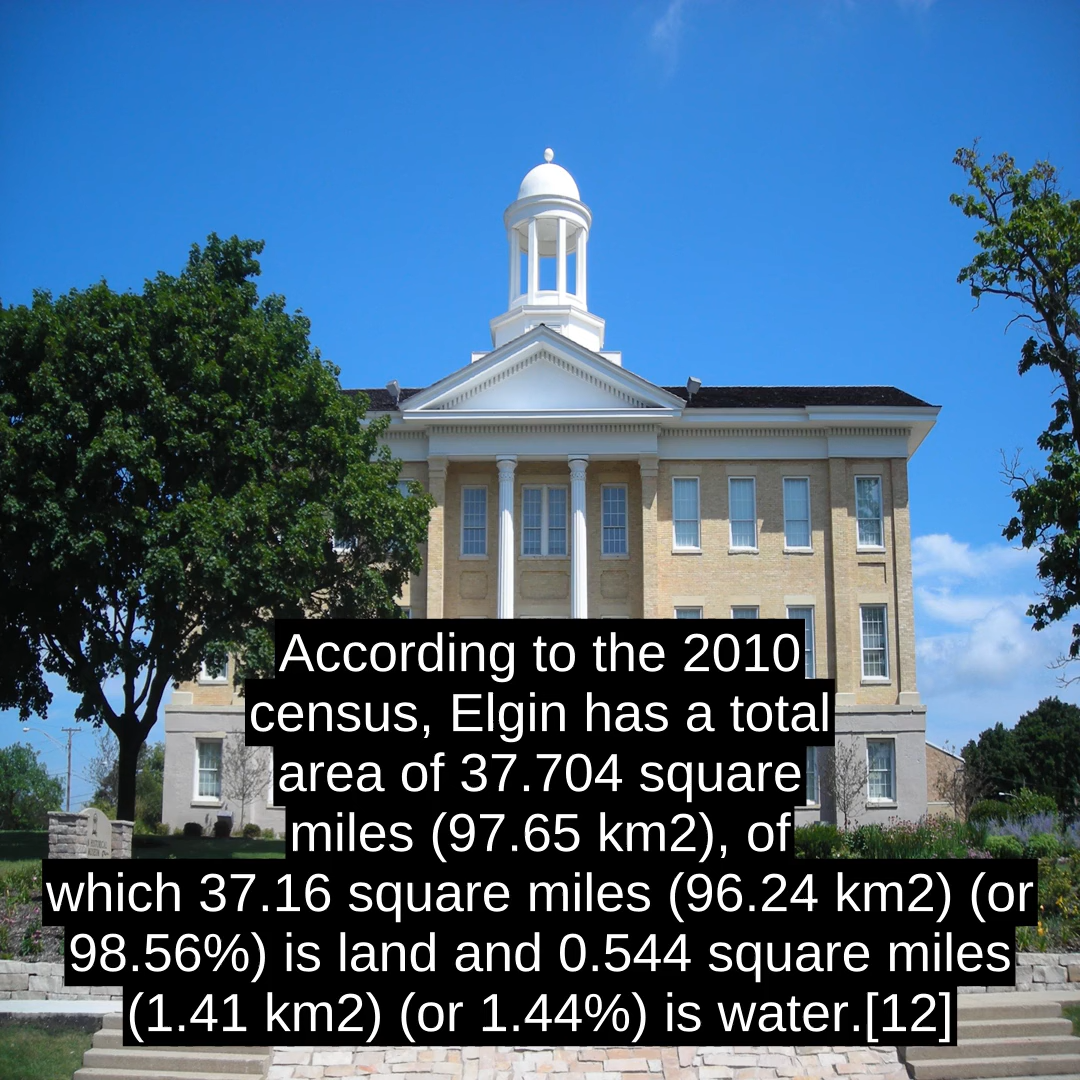 According to the 2010
census, Elgin has a total
area of 37.704 square
miles (97.65 km2), of
which 37.16 square miles (96.24 km2) (or
98.56%) is land and 0.544 square miles
(1.41 km2) (or 1.44%) is water.[12]